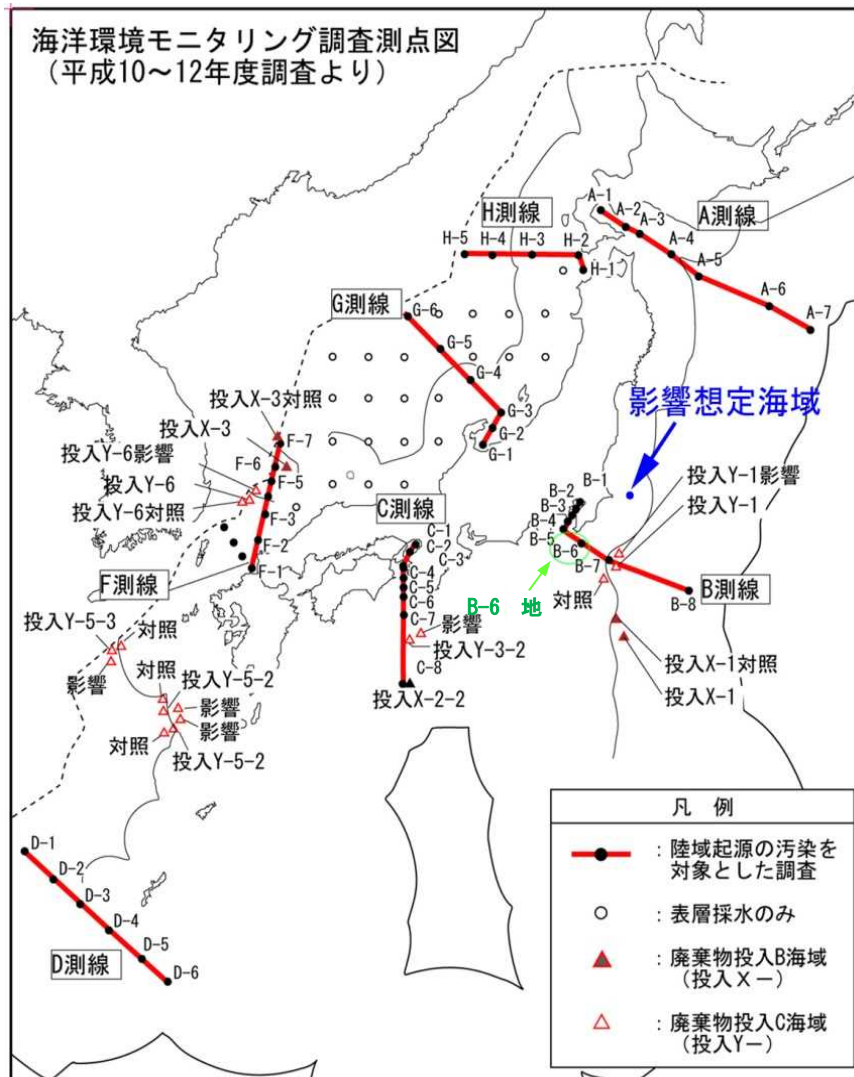 海洋環境モニタリング調査測点図
（平成10～12年度調査より）
H測線
A-1
A-2
A-3
A測線
A-4
A-5
A-6
A-7
H-5
H-4
H-3
H-2
H-1
G測線
G-6
G-5
G-4
G-3
G-2
G-1
投入X-3対照
投入X-3
投入Y-6影響
投入Y-6
投入Y-6対照
F-7
F-6
F-5
F-3
F-2
F-1
F測線
影響想定海域
投入Y-1影響
投入Y-1
B-1
B-2
B-3
B-4
B-5
B-6
B-7
B-8
B測線
対照
B-6 地
投入X-1対照
投入X-1
C測線
C-1
C-2
C-3
C-4
C-5
C-6
C-7
影響
投入Y-3-2
C-8
投入X-2-2
投入Y-5-3
対照
影響
対照
投入Y-5-2
影響
影響
対照
投入Y-5-2
D-1
D-2
D-3
D-4
D-5
D-6
D測線
凡 例
：陸域起源の汚染を
対象とした調査
：表層採水のみ
：廃棄物投入B海域
（投入X－）
：廃棄物投入C海域
（投入Y－）